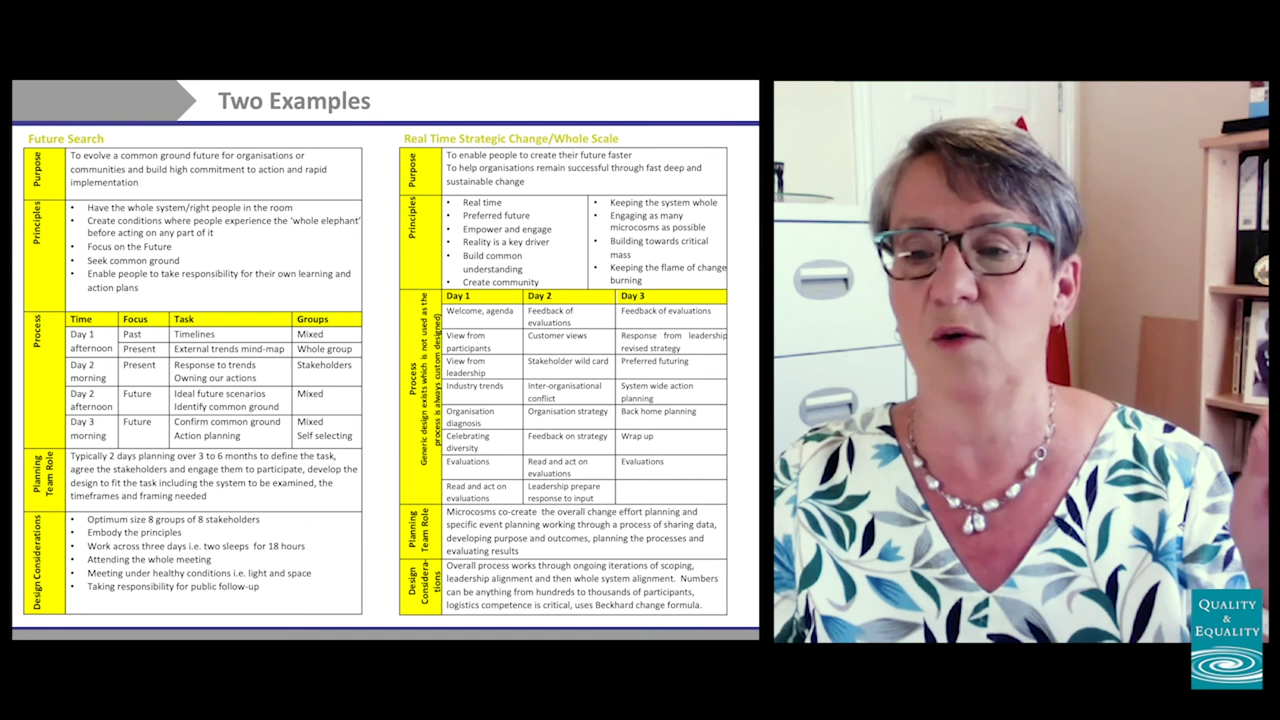 Two Examples
Future Search
Purpose
To evolve a common ground future for organisations or
communities and build high commitment to action and rapid
implementation
Principles
• Have the whole system/right people in the room
• Create conditions where people experience the 'whole elephant'
before acting on any part of it
• Focus on the Future
• Seek common ground
• Enable people to take responsibility for their own learning and
action plans
Process
Time Focus Task Groups
Day 1 Past Timelines Mixed
afternoon Present External trends mind-map Whole group
Day 2 Present Response to trends Stakeholders
morning Owning our actions
Day 2 Future Ideal future scenarios Mixed
afternoon Identify common ground
Day 3 Future Confirm common ground Mixed
morning Action planning Self selecting
Planning
Team Role
Typically 2 days planning over 3 to 6 months to define the task,
agree the stakeholders and engage them to participate, develop the
design to fit the task including the system to be examined, the
timeframes and framing needed
Design Considerations
• Optimum size 8 groups of 8 stakeholders
• Embody the principles
• Work across three days i.e. two sleeps for 18 hours
• Attending the whole meeting
• Meeting under healthy conditions i.e. light and space
• Taking responsibility for public follow-up
Real Time Strategic Change/Whole Scale
Purpose
To enable people to create their future faster
To help organisations remain successful through fast deep and
sustainable change
Principles
• Real time
• Preferred future
• Empower and engage
• Reality is a key driver
• Build common
understanding
• Create community
• Keeping the system whole
• Engaging as many
microcosms as possible
• Building towards critical
mass
• Keeping the flame of change
burning
Process
Generic design exists which is not used as the
process is always custom designed)
Day 1 Day 2 Day 3
Welcome, agenda Feedback of Feedback of evaluations
evaluations
View from Customer views Response from leadership
participants revised strategy
View from Stakeholder wild card Preferred futuring
leadership
Industry trends Inter-organisational System wide action
conflict planning
Organisation Organisation strategy Back home planning
diagnosis
Celebrating Feedback on strategy Wrap up
diversity
Evaluations Read and act on Evaluations
evaluations
Read and act on Leadership prepare
evaluations response to input
Planning
Team Role
Microcosms co-create the overall change effort planning and
specific event planning working through a process of sharing data,
developing purpose and outcomes, planning the processes and
evaluating results
Design
Considera-
tions
Overall process works through ongoing iterations of scoping,
leadership alignment and then whole system alignment. Numbers
can be anything from hundreds to thousands of participants,
logistics competence is critical, uses Beckhard change formula.
QUALITY
&
EQUALITY